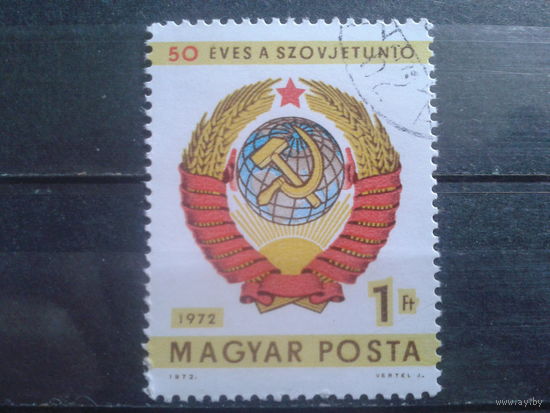 50 ÉVES A SZOVJETUNIÓ
1972
1 Ft
MAGYAR POSTA
1972. VERTEL J.
www.ay.by